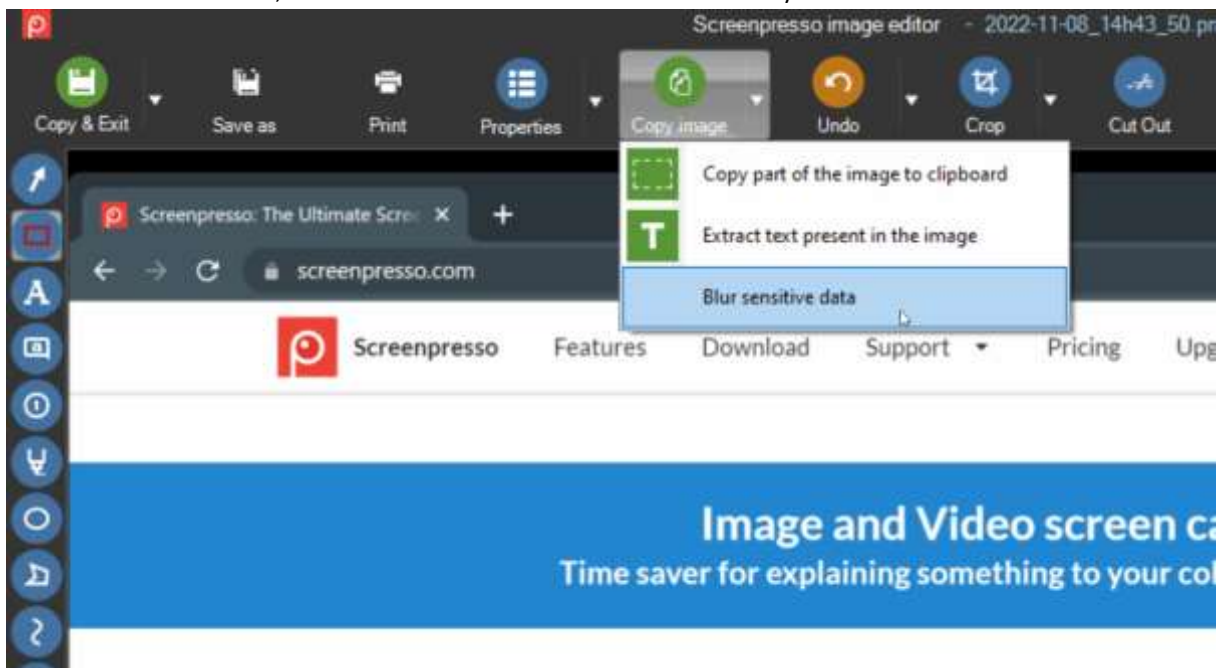 Screenpresso image editor - 2022-11-08_14h43_50.pn
Copy & Exit Save as Print Properties Copy image Undo Crop Cut Out
Copy part of the image to clipboard
Extract text present in the image
Blur sensitive data
Screenpresso: The Ultimate Scree
screenpresso.com
Screenpresso Features Download Support Pricing Upg
Image and Video screen ca
Time saver for explaining something to your col